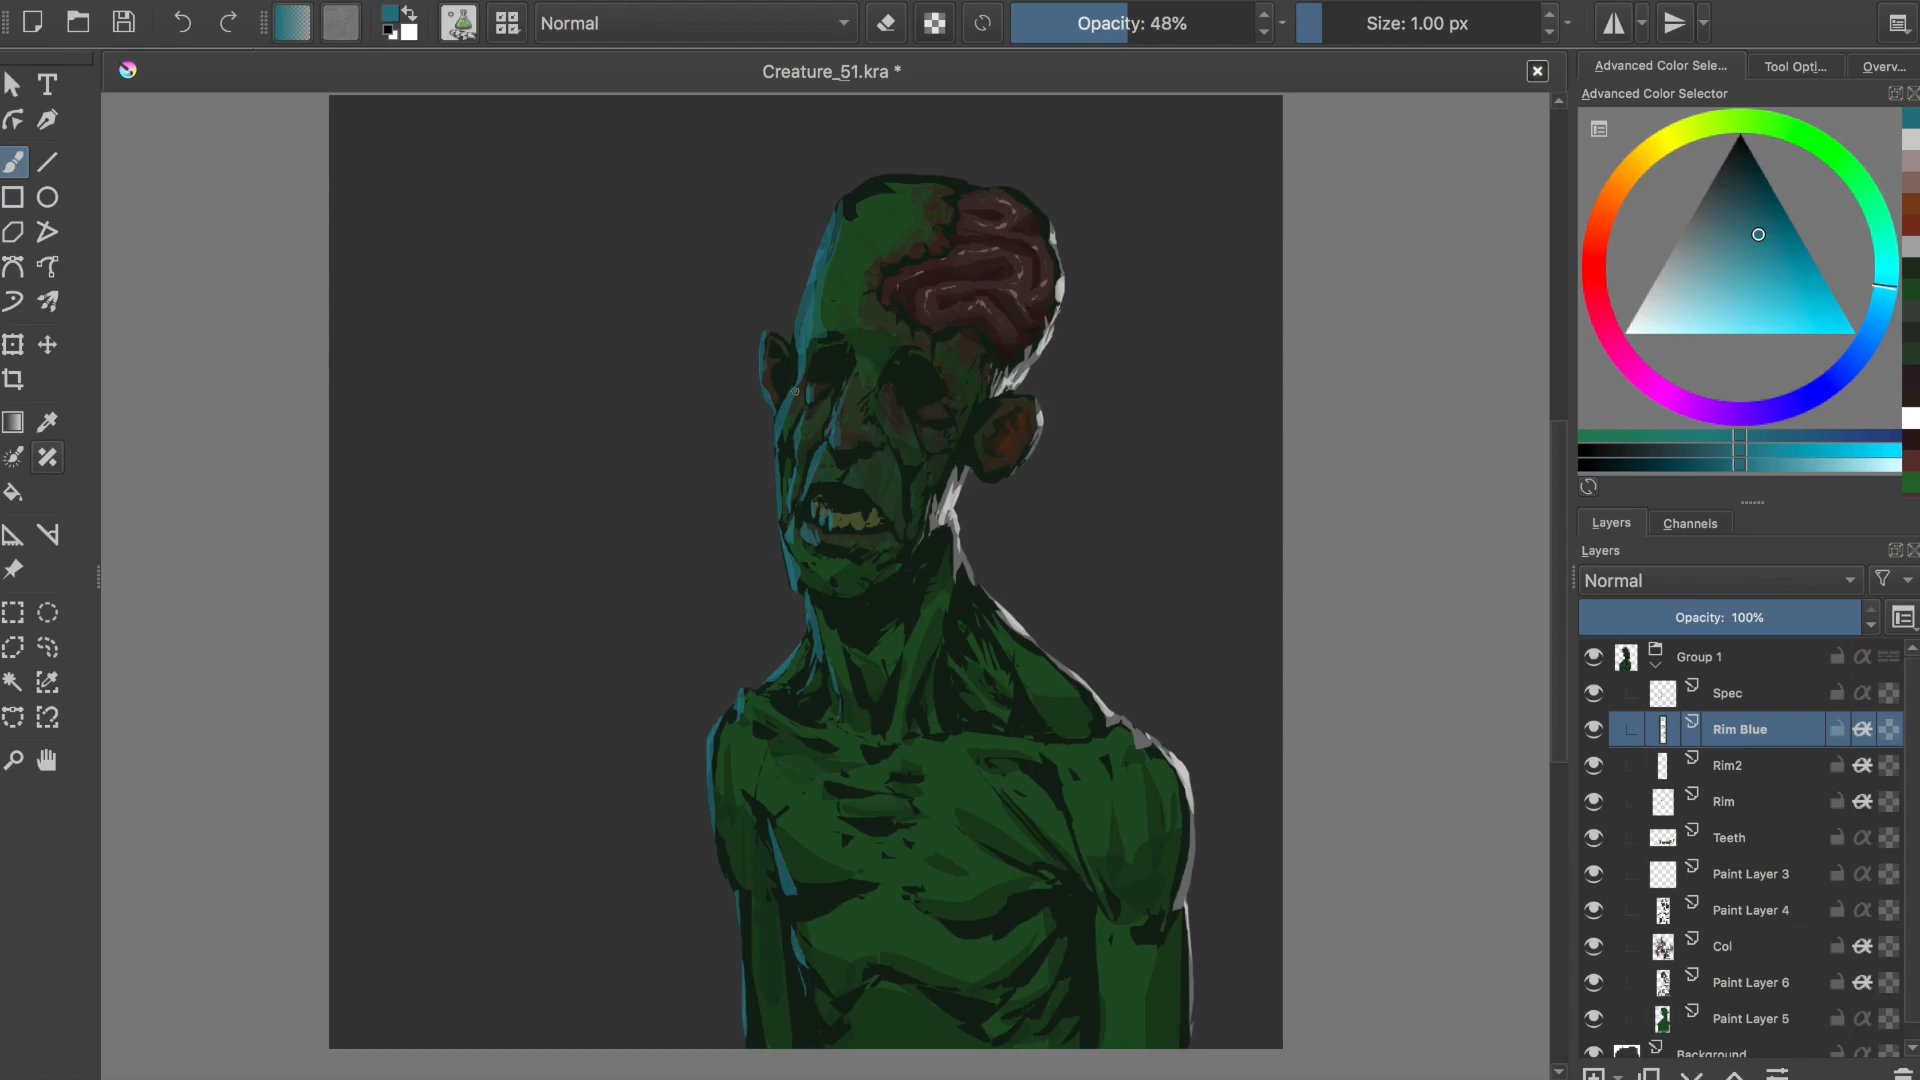 Normal
Opacity: 48%
Size: 1.00 px
Creature_51.kra *
Advanced Color Sele...
Tool Opti...
Overv...
Advanced Color Selector
Layers
Channels
Layers
Normal
Opacity: 100%
Group 1
Spec
Rim Blue
Rim2
Rim
Teeth
Paint Layer 3
Paint Layer 4
Col
Paint Layer 6
Paint Layer 5
Background